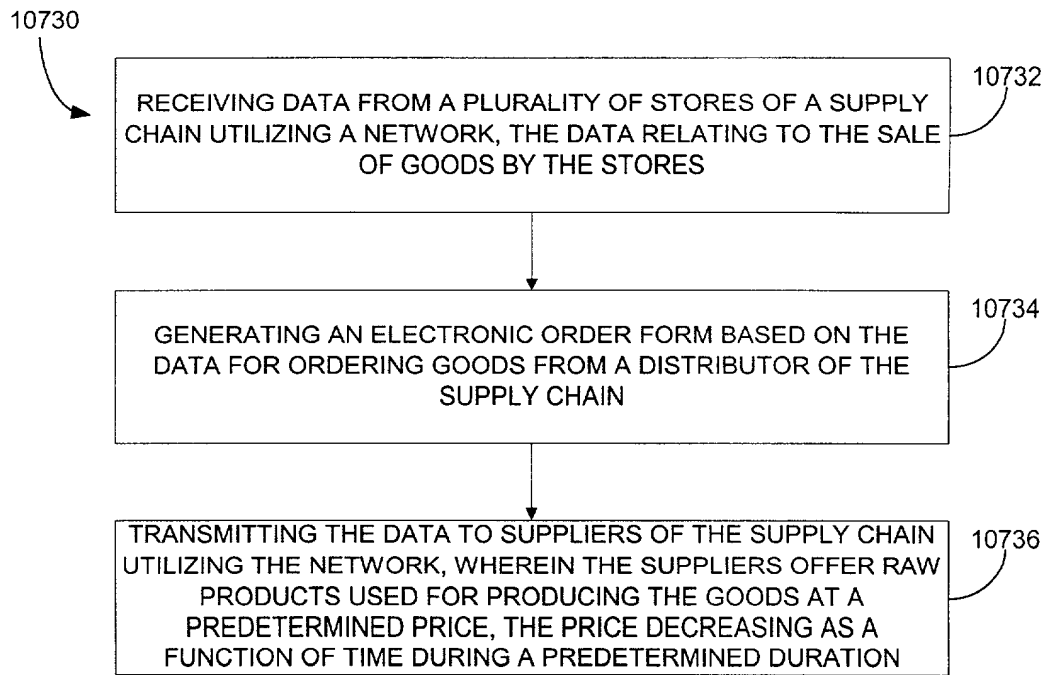 10730
RECEIVING DATA FROM A PLURALITY OF STORES OF A SUPPLY
CHAIN UTILIZING A NETWORK, THE DATA RELATING TO THE SALE
OF GOODS BY THE STORES
10732
GENERATING AN ELECTRONIC ORDER FORM BASED ON THE
DATA FOR ORDERING GOODS FROM A DISTRIBUTOR OF THE
SUPPLY CHAIN
10734
TRANSMITTING THE DATA TO SUPPLIERS OF THE SUPPLY CHAIN
UTILIZING THE NETWORK, WHEREIN THE SUPPLIERS OFFER RAW
PRODUCTS USED FOR PRODUCING THE GOODS AT A
PREDETERMINED PRICE, THE PRICE DECREASING AS A
FUNCTION OF TIME DURING A PREDETERMINED DURATION
10736